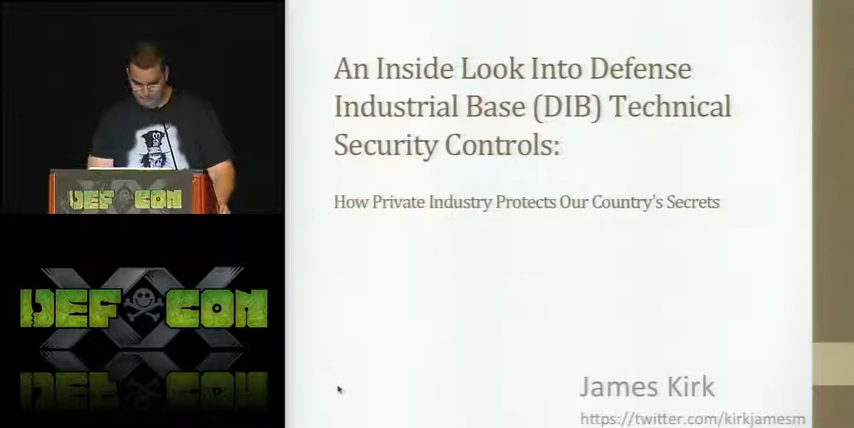 An Inside Look Into Defense
Industrial Base (DIB) Technical
Security Controls:
How Private Industry Protects Our Country's Secrets
James Kirk
https://twitter.com/kirkjamesm
DEF CON
XX
DEF CON
DEF CON